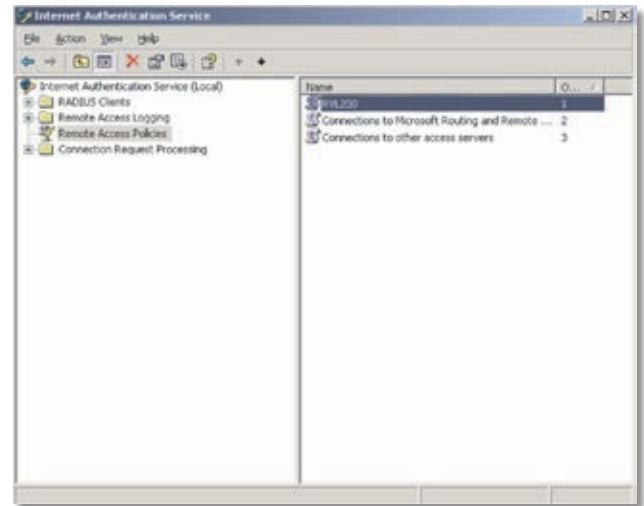 Internet Authentication Service
File Action View Help
Internet Authentication Service (Local)
RADIUS Clients
Remote Access Logging
Remote Access Policies
Connection Request Processing
Name O...
1
Connections to Microsoft Routing and Remote ... 2
Connections to other access servers 3